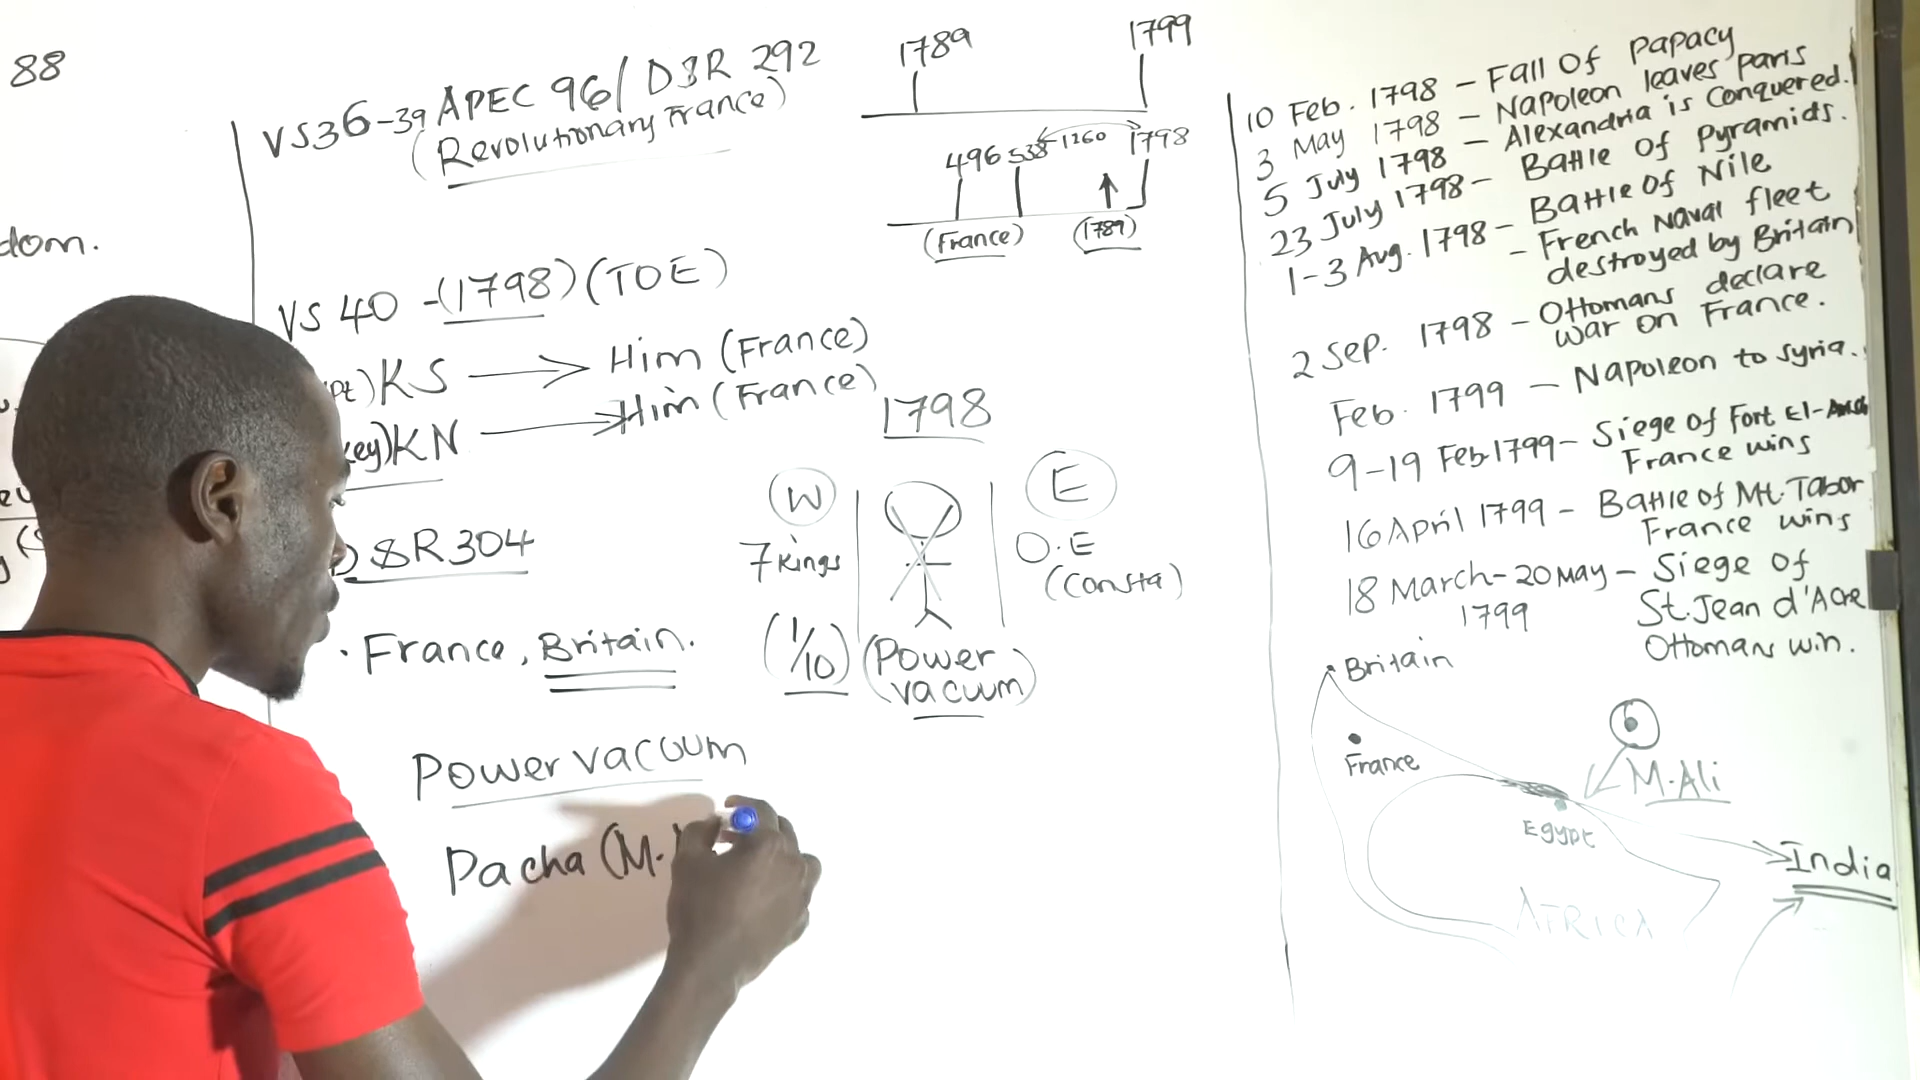 88
dom.
VS36-39 APEC 96/ D&R 292
(Revolutionary France)
VS 40 -(1798)(TOE)
pt)KS → Him (France)
key)KN → Him (France)
D&R304
. France, Britain.
Power vacuum
Pacha (M.
1789
1799
496 538 1260 1798
(France) (1789)
1798
W
E
7 kings
O.E
(Consta)
(1/10)
(Power
vacuum)
10 Feb. 1798 - Fall Of Papacy
3 May 1798 - Napoleon leaves Paris
5 July 1798 - Alexandria is Conquered.
23 July 1798 - Battle Of Pyramids.
1-3 Aug. 1798 - Battle Of Nile
- French Naval fleet
destroyed by Britain
2 Sep. 1798 - Ottomans declare
war on France.
Feb. 1799 - Napoleon to Syria.
9-19 Feb 1799 - Siege of Fort El-
France wins
16 April 1799 - Battle of Mt. Tabor
France wins
18 March-20 May - Siege of
1799 St. Jean d'Acre
Ottomans win.
Britain
France
M.Ali
Egypt
India
AFRICA